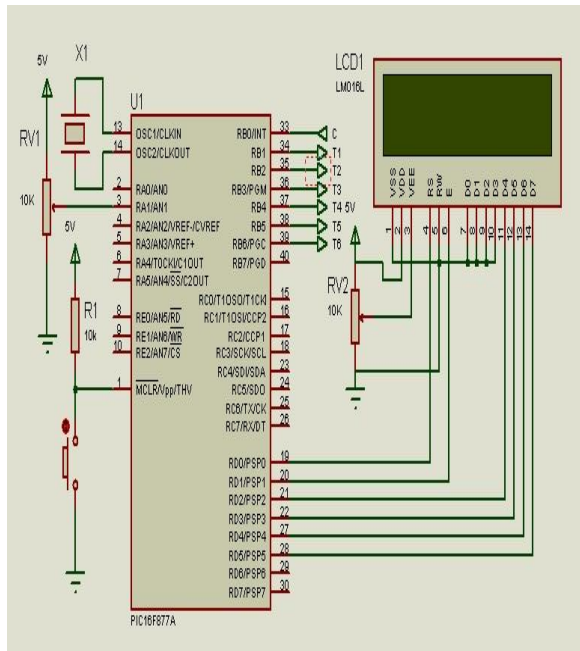 5V
X1
RV1
10K
5V
R1
10k
U1
13 OSC1/CLKIN
14 OSC2/CLKOUT
2 RA0/AN0
3 RA1/AN1
4 RA2/AN2/VREF-/CVREF
5 RA3/AN3/VREF+
6 RA4/T0CKI/C1OUT
7 RA5/AN4/SS/C2OUT
8 RE0/AN5/RD
9 RE1/AN6/WR
10 RE2/AN7/CS
1 MCLR/Vpp/THV
RB0/INT 33 C
RB1 34 T1
RB2 35 T2
RB3/PGM 36 T3
RB4 37 T4
RB5 38 T5
RB6/PGC 39 T6
RB7/PGD 40
RC0/T1OSO/T1CKI 15
RC1/T1OSI/CCP2 16
RC2/CCP1 17
RC3/SCK/SCL 18
RC4/SDI/SDA 23
RC5/SDO 24
RC6/TX/CK 25
RC7/RX/DT 26
RD0/PSP0 19
RD1/PSP1 20
RD2/PSP2 21
RD3/PSP3 22
RD4/PSP4 27
RD5/PSP5 28
RD6/PSP6 29
RD7/PSP7 30
PIC16F877A
LCD1
LM016L
VSS VDD VEE RS RW E D0 D1 D2 D3 D4 D5 D6 D7
1 2 3 4 5 6 7 8 9 10 11 12 13 14
5V
RV2
10K